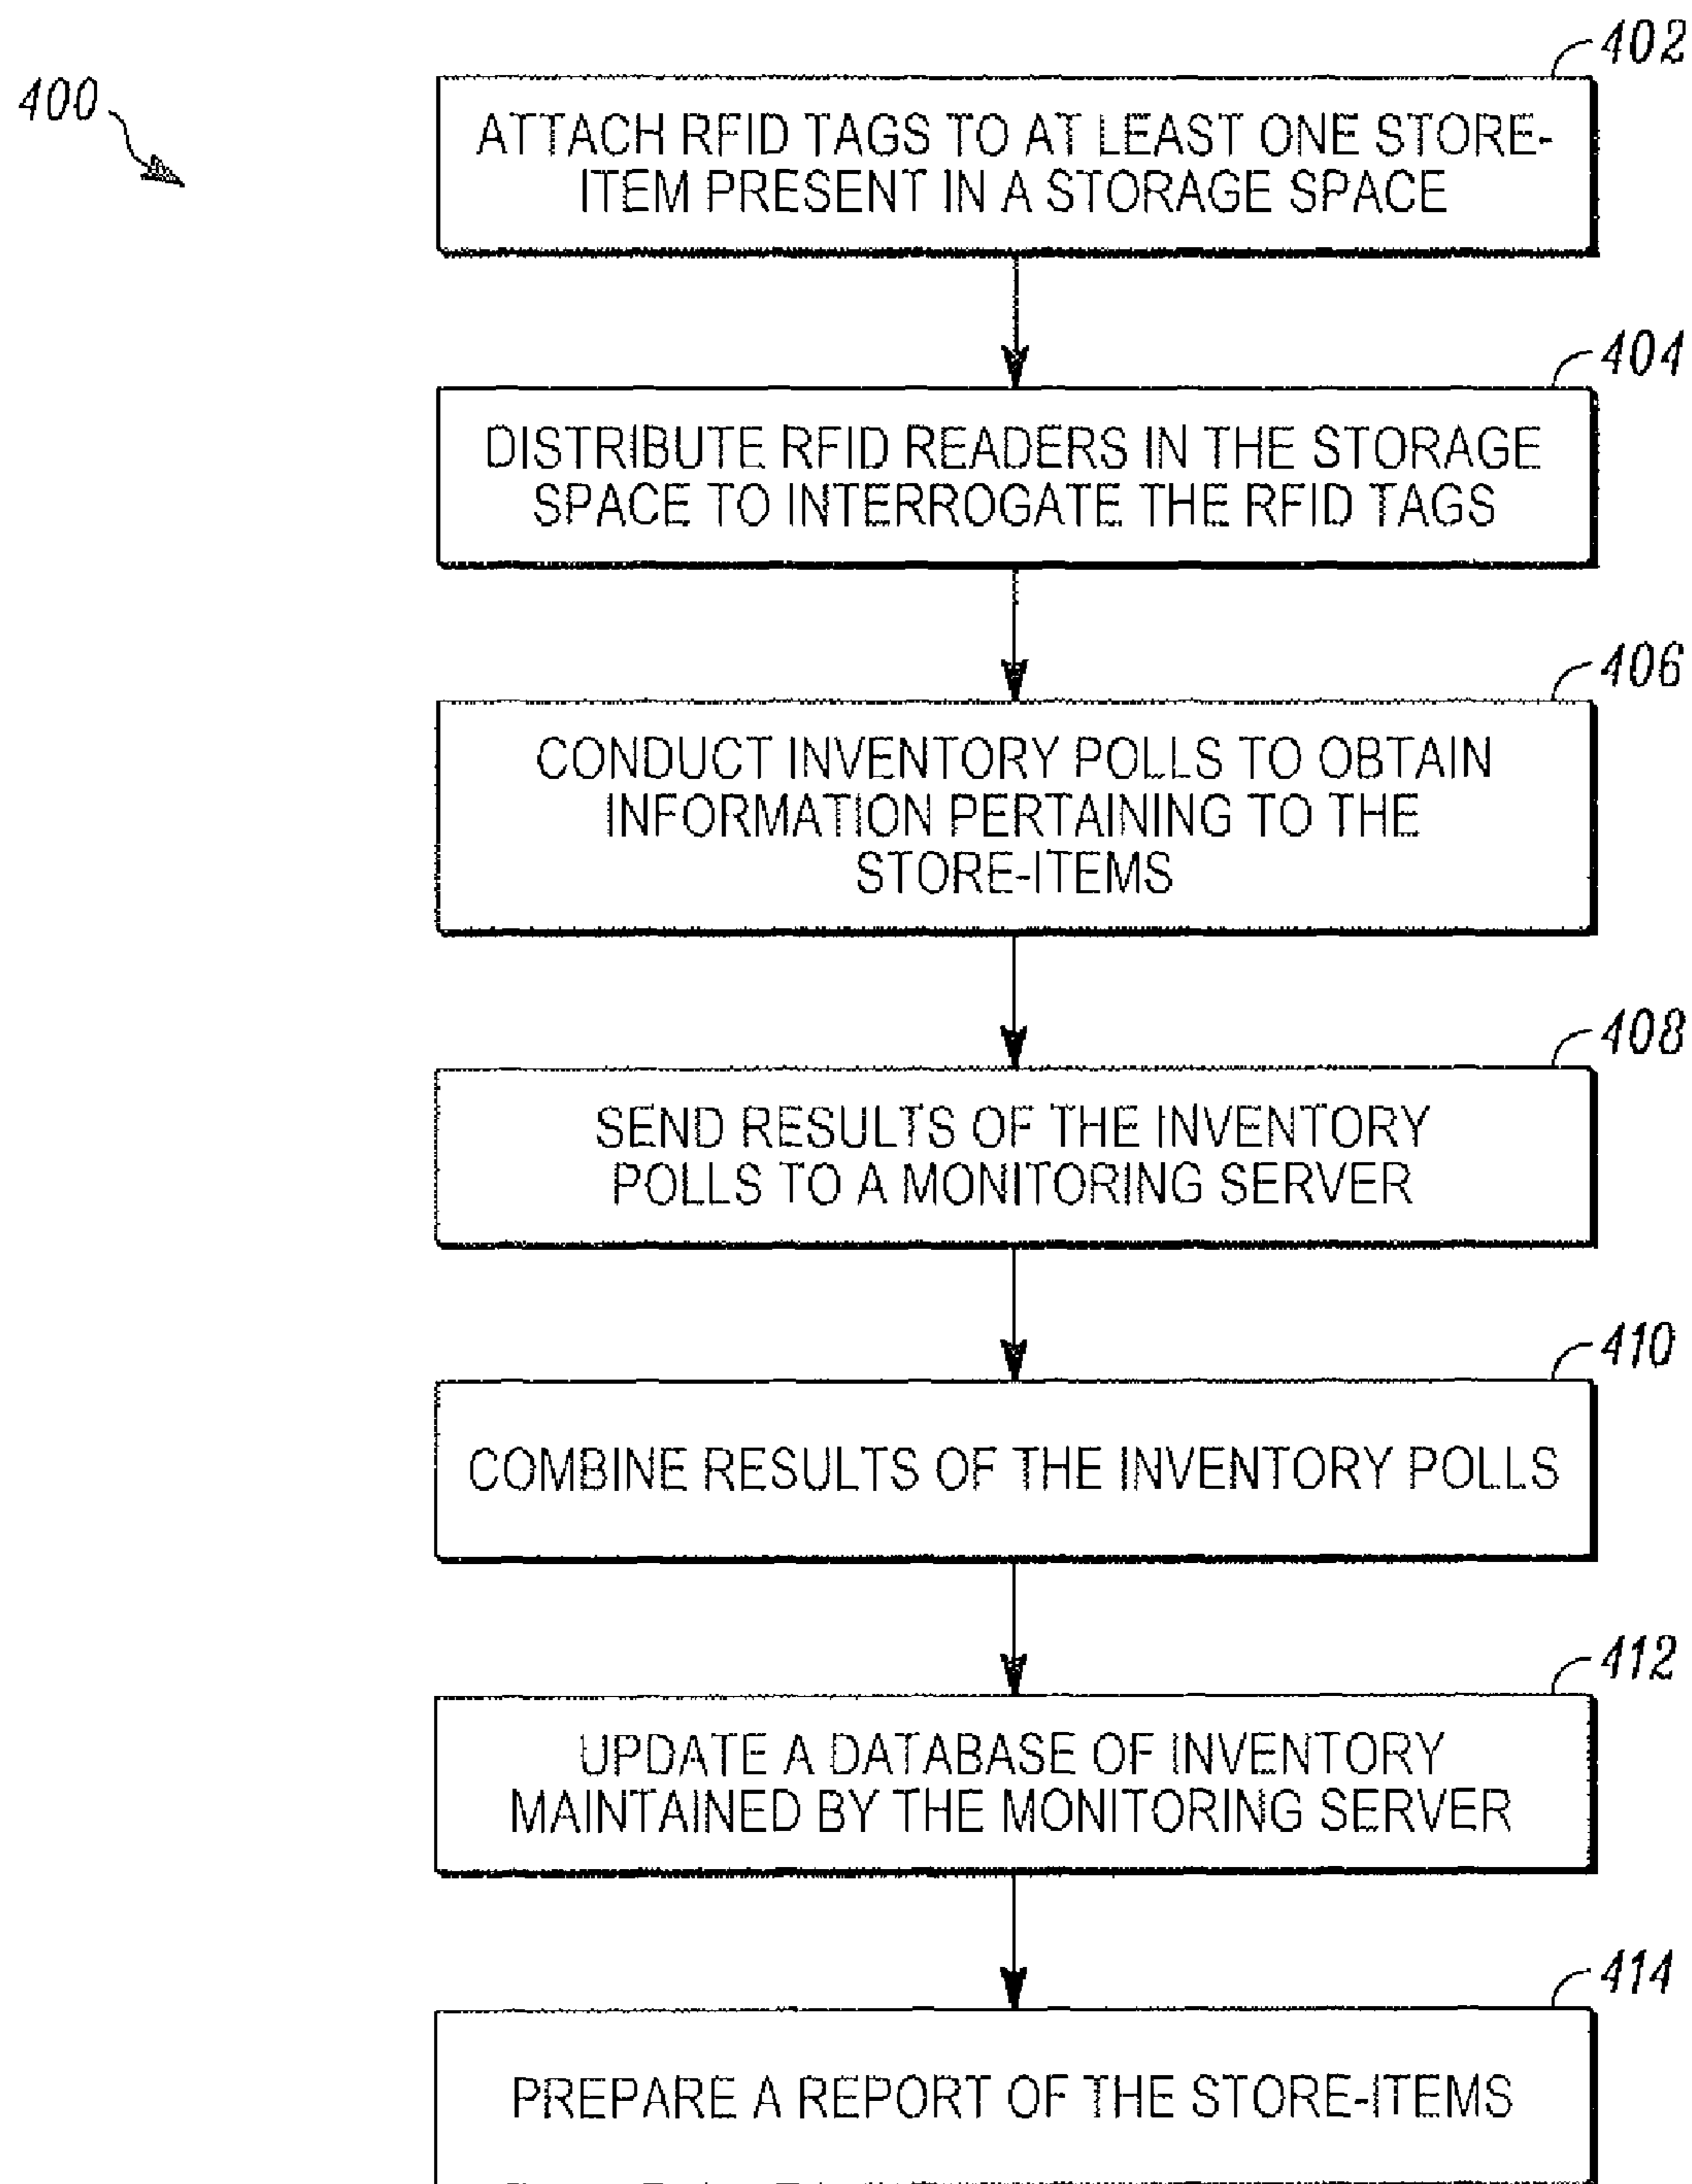 400
402
ATTACH RFID TAGS TO AT LEAST ONE STORE-
ITEM PRESENT IN A STORAGE SPACE
404
DISTRIBUTE RFID READERS IN THE STORAGE
SPACE TO INTERROGATE THE RFID TAGS
406
CONDUCT INVENTORY POLLS TO OBTAIN
INFORMATION PERTAINING TO THE
STORE-ITEMS
408
SEND RESULTS OF THE INVENTORY
POLLS TO A MONITORING SERVER
410
COMBINE RESULTS OF THE INVENTORY POLLS
412
UPDATE A DATABASE OF INVENTORY
MAINTAINED BY THE MONITORING SERVER
414
PREPARE A REPORT OF THE STORE-ITEMS